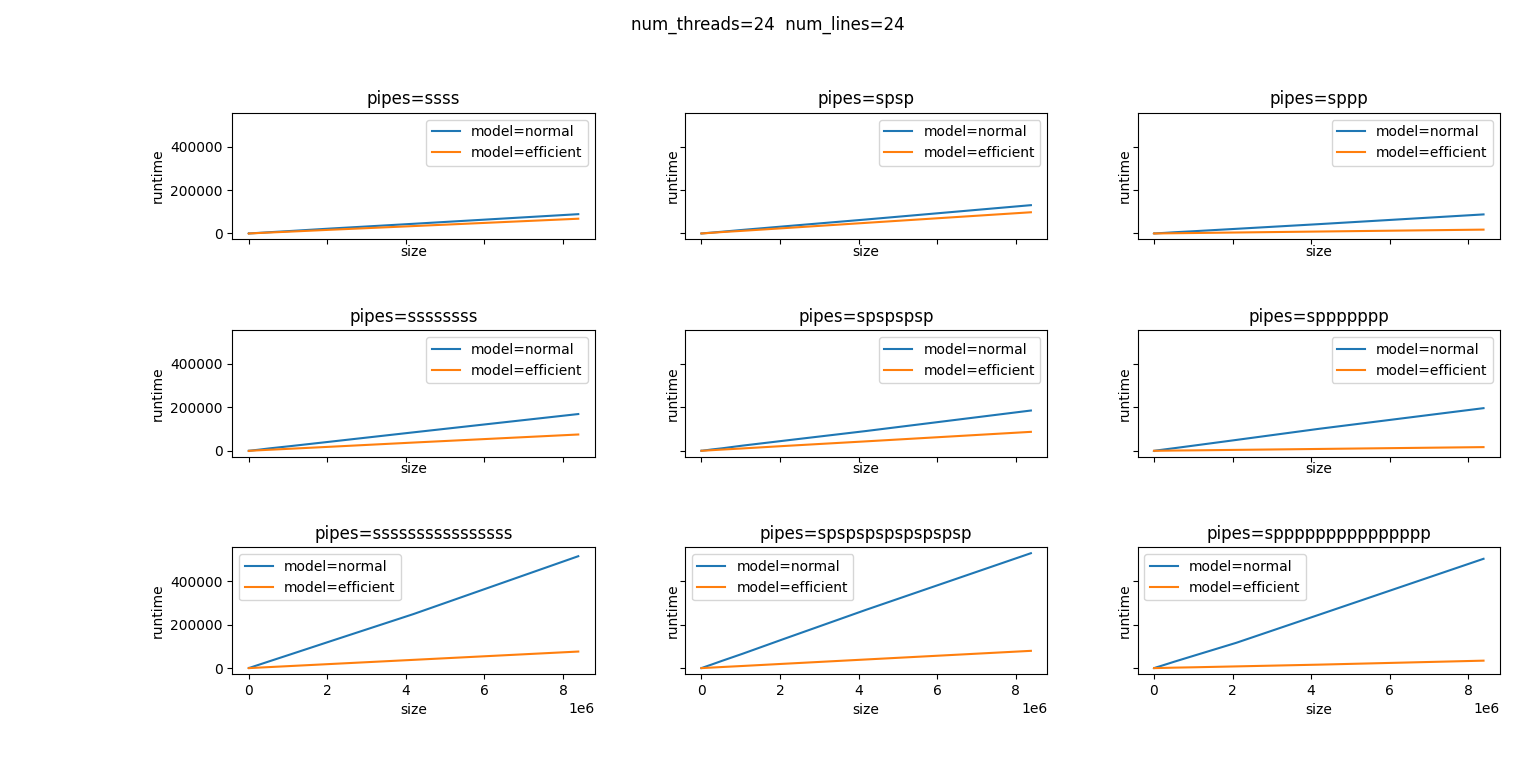 num_threads=24  num_lines=24
pipes=ssss
model=normal
model=efficient
400000
200000
0
runtime
size
pipes=spsp
model=normal
model=efficient
runtime
size
pipes=sppp
model=normal
model=efficient
runtime
size
pipes=ssssssss
model=normal
model=efficient
400000
200000
0
runtime
size
pipes=spspspsp
model=normal
model=efficient
runtime
size
pipes=sppppppp
model=normal
model=efficient
runtime
size
pipes=ssssssssssssssss
model=normal
model=efficient
400000
200000
0
runtime
0 2 4 6 8
1e6
size
pipes=spspspspspspspsp
model=normal
model=efficient
runtime
0 2 4 6 8
1e6
size
pipes=sppppppppppppppp
model=normal
model=efficient
runtime
0 2 4 6 8
1e6
size